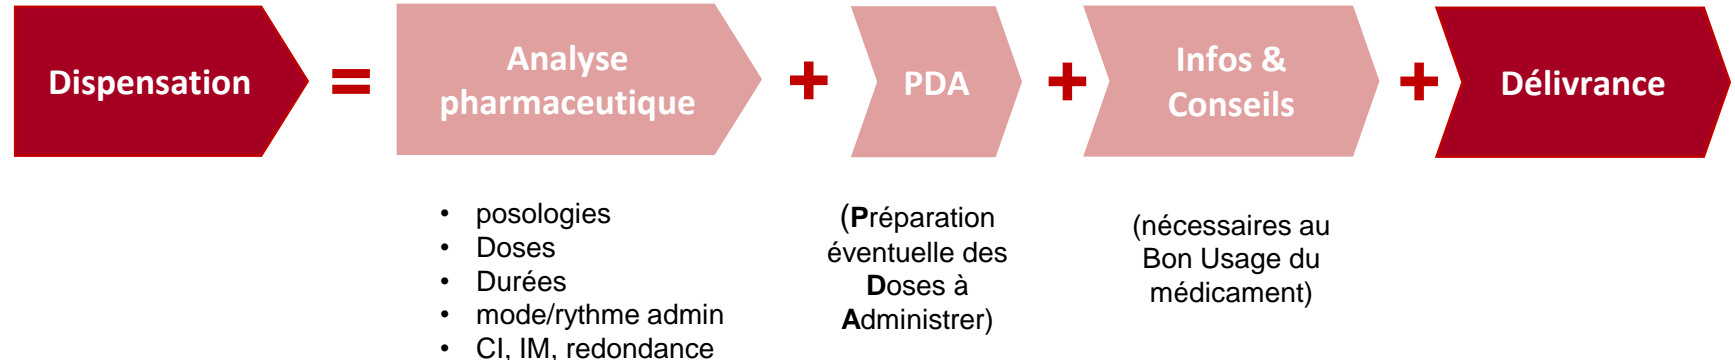 Dispensation
=
Analyse
pharmaceutique
+
PDA
+
Infos &
Conseils
+
Délivrance
• posologies
• Doses
• Durées
• mode/rythme admin
• CI, IM, redondance
(Préparation
éventuelle des
Doses à
Administrer)
(nécessaires au
Bon Usage du
médicament)